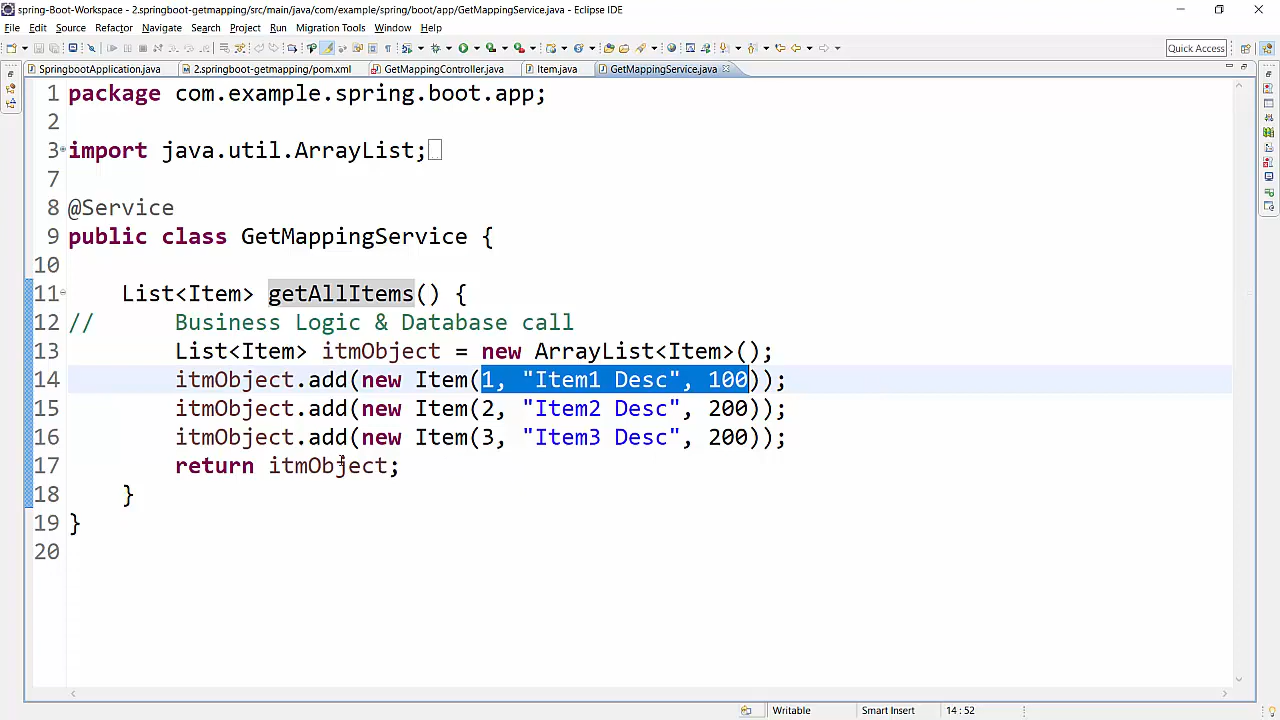 spring-Boot-Workspace - 2.springboot-getmapping/src/main/java/com/example/spring/boot/app/GetMappingService.java - Eclipse IDE
File Edit Source Refactor Navigate Search Project Run Migration Tools Window Help
Quick Access
SpringbootApplication.java 2.springboot-getmapping/pom.xml GetMappingController.java Item.java GetMappingService.java
1 package com.example.spring.boot.app;
2
3 import java.util.ArrayList;
7
8 @Service
9 public class GetMappingService {
10
11 List<Item> getAllItems() {
12 // Business Logic & Database call
13 List<Item> itmObject = new ArrayList<Item>();
14 itmObject.add(new Item(1, "Item1 Desc", 100));
15 itmObject.add(new Item(2, "Item2 Desc", 200));
16 itmObject.add(new Item(3, "Item3 Desc", 200));
17 return itmObject;
18 }
19 }
20
Writable Smart Insert 14 : 52